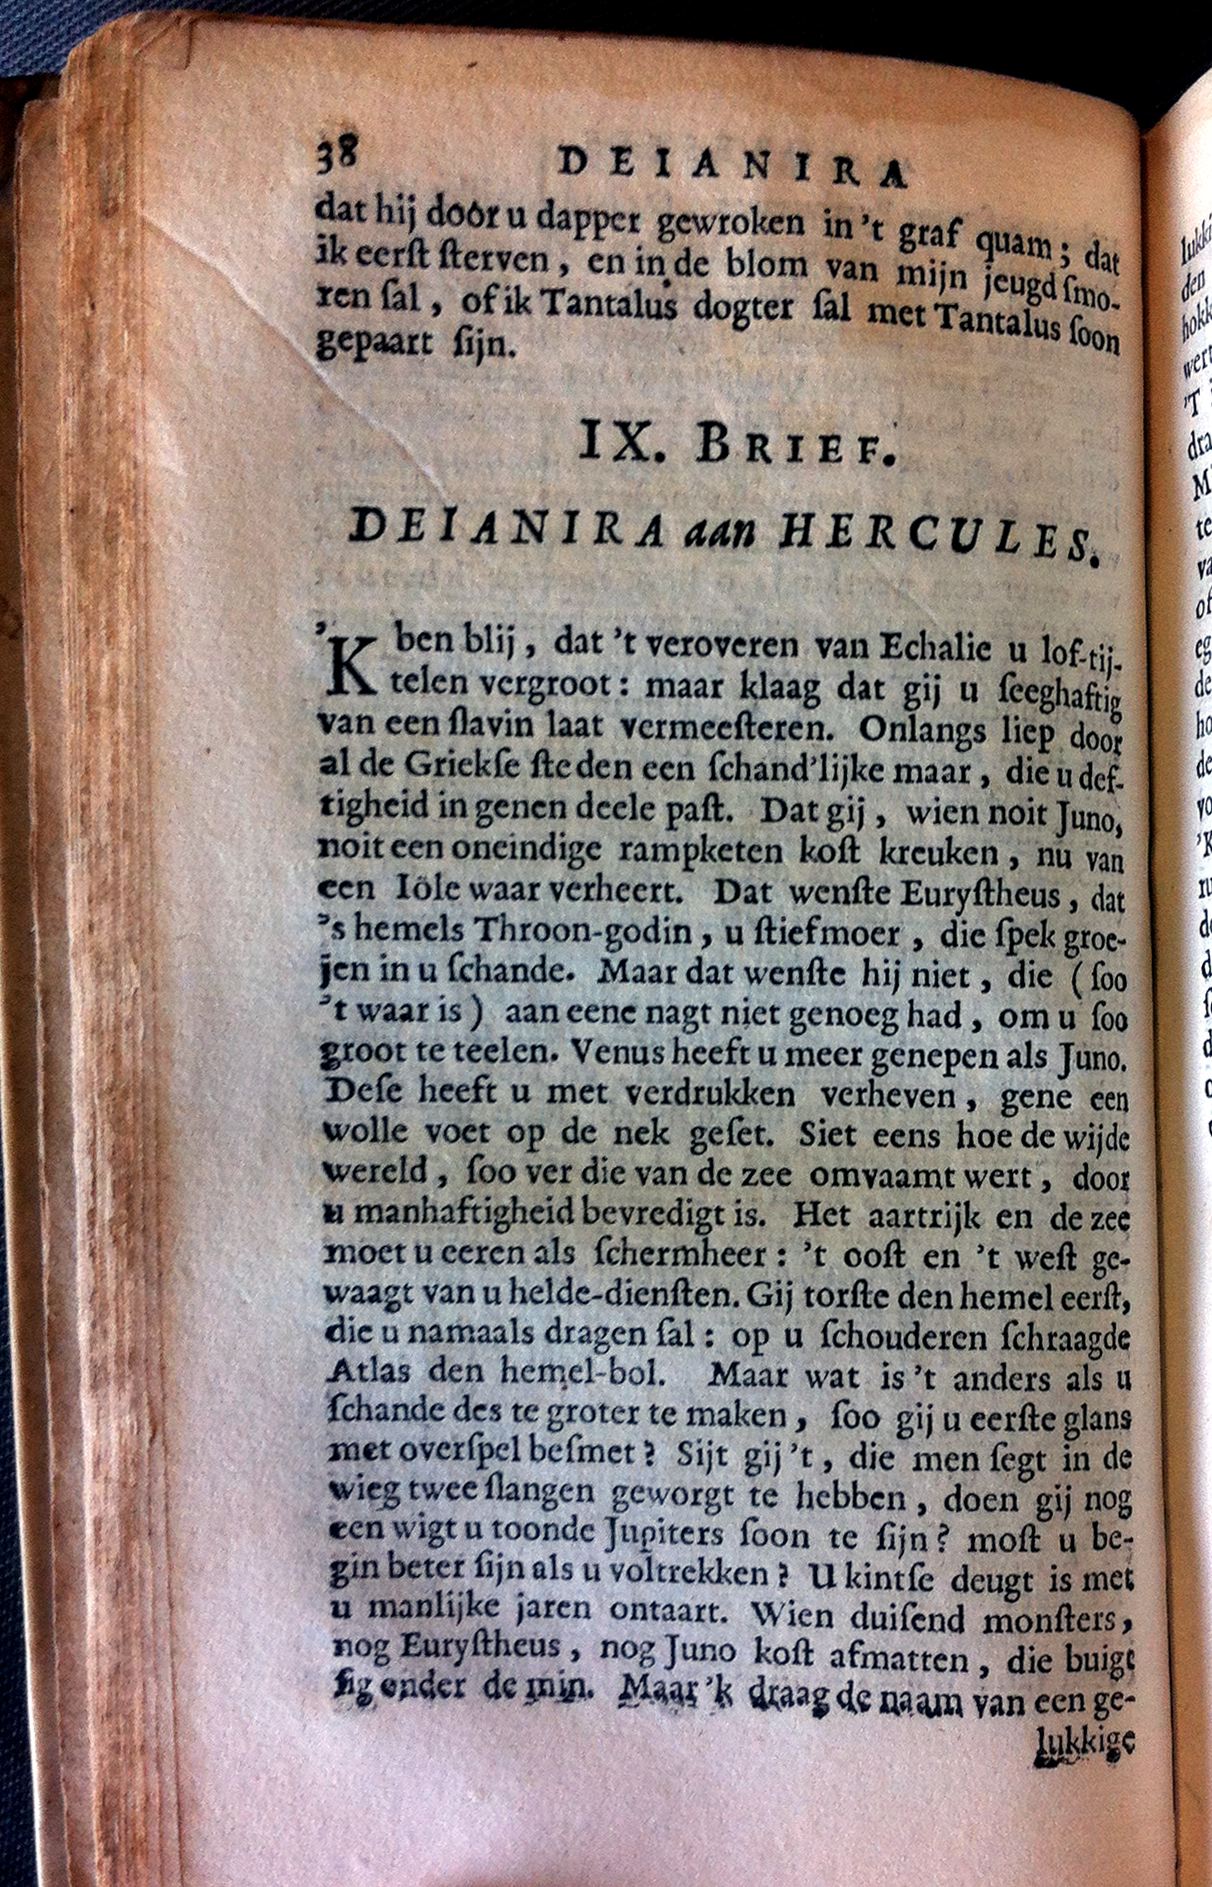 38 DEIANIRA
dat hij door u dapper gewroken in 't graf quam; dat
ik eerſt ſterven, en in de blom van mijn jeugd ſmo-
ren ſal, of ik Tantalus dogter ſal met Tantalus ſoon
gepaart ſijn.
IX. BRIEF.
DEIANIRA aan HERCULES.
'K ben blij, dat 't veroveren van Echalie u lof-tij-
telen vergroot: maar klaag dat gij u ſeeghaftig
van een ſlavin laat vermeeſteren. Onlangs liep door
al de Griekſe ſteden een ſchand'lijke maar, die u def-
tigheid in genen deele paſt. Dat gij, wien noit Juno,
noit een oneindige rampketen koſt kreuken, nu van
een Iöle waar verheert. Dat wenſte Euryſtheus, dat
's hemels Throon-godin, u ſtiefmoer, die ſpek groe-
jen in u ſchande. Maar dat wenſte hij niet, die (ſoo
't waar is) aan eene nagt niet genoeg had, om u ſoo
groot te teelen. Venus heeft u meer genepen als Juno.
Deſe heeft u met verdrukken verheven, gene een
wolle voet op de nek geſet. Siet eens hoe de wijde
wereld, ſoo ver die van de zee omvaamt wert, door
u manhaftigheid bevredigt is. Het aartrijk en de zee
moet u eeren als ſchermheer: 't ooſt en 't weſt ge-
waagt van u helde-dienſten. Gij torſte den hemel eerſt,
die u namaals dragen ſal: op u ſchouderen ſchraagde
Atlas den hemel-bol. Maar wat is 't anders als u
ſchande des te groter te maken, ſoo gij u eerſte glans
met overſpel beſmet? Sijt gij 't, die men ſegt in de
wieg twee ſlangen geworgt te hebben, doen gij nog
een wigt u toonde Jupiters ſoon te ſijn? moſt u be-
gin beter ſijn als u voltrekken? U kintſe deugt is met
u manlijke jaren ontaart. Wien duiſend monſters,
nog Euryſtheus, nog Juno koſt afmatten, die buigt
ſig onder de min. Maar 'k draag de naam van een ge-
lukkige